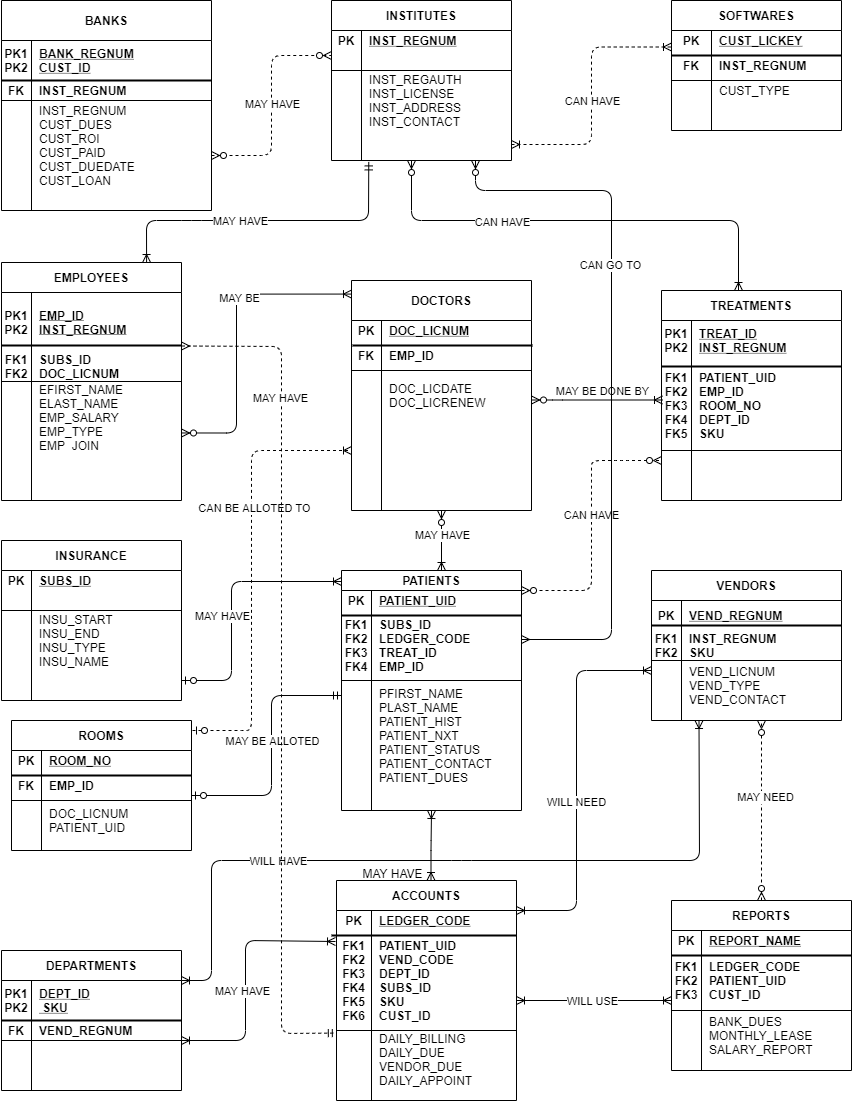 BANKS
PK1 BANK_REGNUM
PK2 CUST_ID
FK INST_REGNUM
INST_REGNUM
CUST_DUES
CUST_ROI
CUST_PAID
CUST_DUEDATE
CUST_LOAN
MAY HAVE
INSTITUTES
PK INST_REGNUM
INST_REGAUTH
INST_LICENSE
INST_ADDRESS
INST_CONTACT
CAN HAVE
SOFTWARES
PK CUST_LICKEY
FK INST_REGNUM
CUST_TYPE
MAY HAVE
CAN HAVE
CAN GO TO
EMPLOYEES
PK1 EMP_ID
PK2 INST_REGNUM
FK1 SUBS_ID
FK2 DOC_LICNUM
EFIRST_NAME
ELAST_NAME
EMP_SALARY
EMP_TYPE
EMP_JOIN
MAY BE
MAY HAVE
DOCTORS
PK DOC_LICNUM
FK EMP_ID
DOC_LICDATE
DOC_LICRENEW
MAY BE DONE BY
TREATMENTS
PK1 TREAT_ID
PK2 INST_REGNUM
FK1 PATIENT_UID
FK2 EMP_ID
FK3 ROOM_NO
FK4 DEPT_ID
FK5 SKU
CAN BE ALLOTED TO
MAY HAVE
CAN HAVE
INSURANCE
PK SUBS_ID
INSU_START
INSU_END
INSU_TYPE
INSU_NAME
MAY HAVE
PATIENTS
PK PATIENT_UID
FK1 SUBS_ID
FK2 LEDGER_CODE
FK3 TREAT_ID
FK4 EMP_ID
PFIRST_NAME
PLAST_NAME
PATIENT_HIST
PATIENT_NXT
PATIENT_STATUS
PATIENT_CONTACT
PATIENT_DUES
VENDORS
PK VEND_REGNUM
FK1 INST_REGNUM
FK2 SKU
VEND_LICNUM
VEND_TYPE
VEND_CONTACT
ROOMS
PK ROOM_NO
FK EMP_ID
DOC_LICNUM
PATIENT_UID
MAY BE ALLOTED
WILL NEED
MAY NEED
WILL HAVE
MAY HAVE
ACCOUNTS
PK LEDGER_CODE
FK1 PATIENT_UID
FK2 VEND_CODE
FK3 DEPT_ID
FK4 SUBS_ID
FK5 SKU
FK6 CUST_ID
DAILY_BILLING
DAILY_DUE
VENDOR_DUE
DAILY_APPOINT
REPORTS
PK REPORT_NAME
FK1 LEDGER_CODE
FK2 PATIENT_UID
FK3 CUST_ID
BANK_DUES
MONTHLY_LEASE
SALARY_REPORT
WILL USE
DEPARTMENTS
PK1 DEPT_ID
PK2 _SKU
FK VEND_REGNUM
MAY HAVE